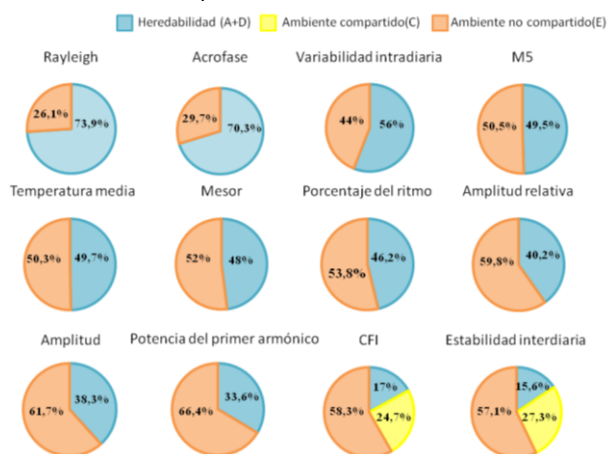 Heredabilidad (A+D) Ambiente compartido(C) Ambiente no compartido(E)
Rayleigh Acrofase Variabilidad intradiaria M5
26,1% 73,9% 29,7% 70,3% 44% 56% 50,5% 49,5%
Temperatura media Mesor Porcentaje del ritmo Amplitud relativa
50,3% 49,7% 52% 48% 53,8% 46,2% 59,8% 40,2%
Amplitud Potencia del primer armónico CFI Estabilidad interdiaria
61,7% 38,3% 66,4% 33,6% 58,3% 17% 24,7% 57,1% 15,6% 27,3%